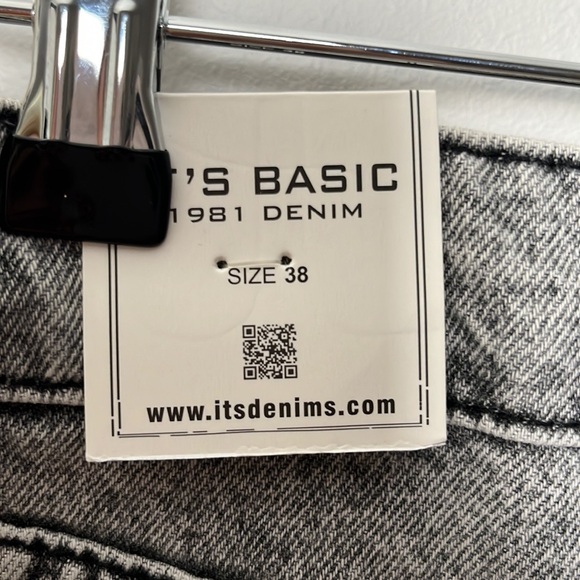 'S BASIC
1981 DENIM
SIZE 38
www.itsdenims.com